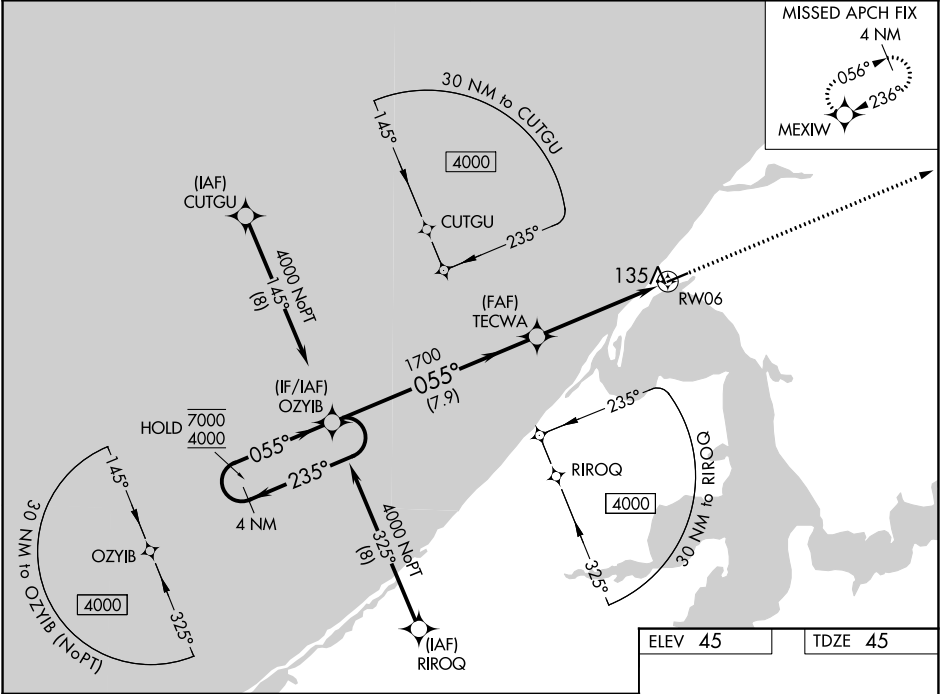 MISSED APCH FIX
4 NM
056°
236°
MEXIW
30 NM to CUTGU
145°
4000
CUTGU
235°
(IAF)
CUTGU
4000 NoPT
145°
(8)
135
RW06
(FAF)
TECWA
1700
055°
(7.9)
(IF/IAF)
OZYIB
HOLD
7000
4000
055°
235°
4 NM
145°
OZYIB
4000
325°
30 NM to OZYIB (NoPT)
4000 NoPT
325°
(8)
(IAF)
RIROQ
235°
RIROQ
4000
325°
30 NM to RIROQ
ELEV 45
TDZE 45